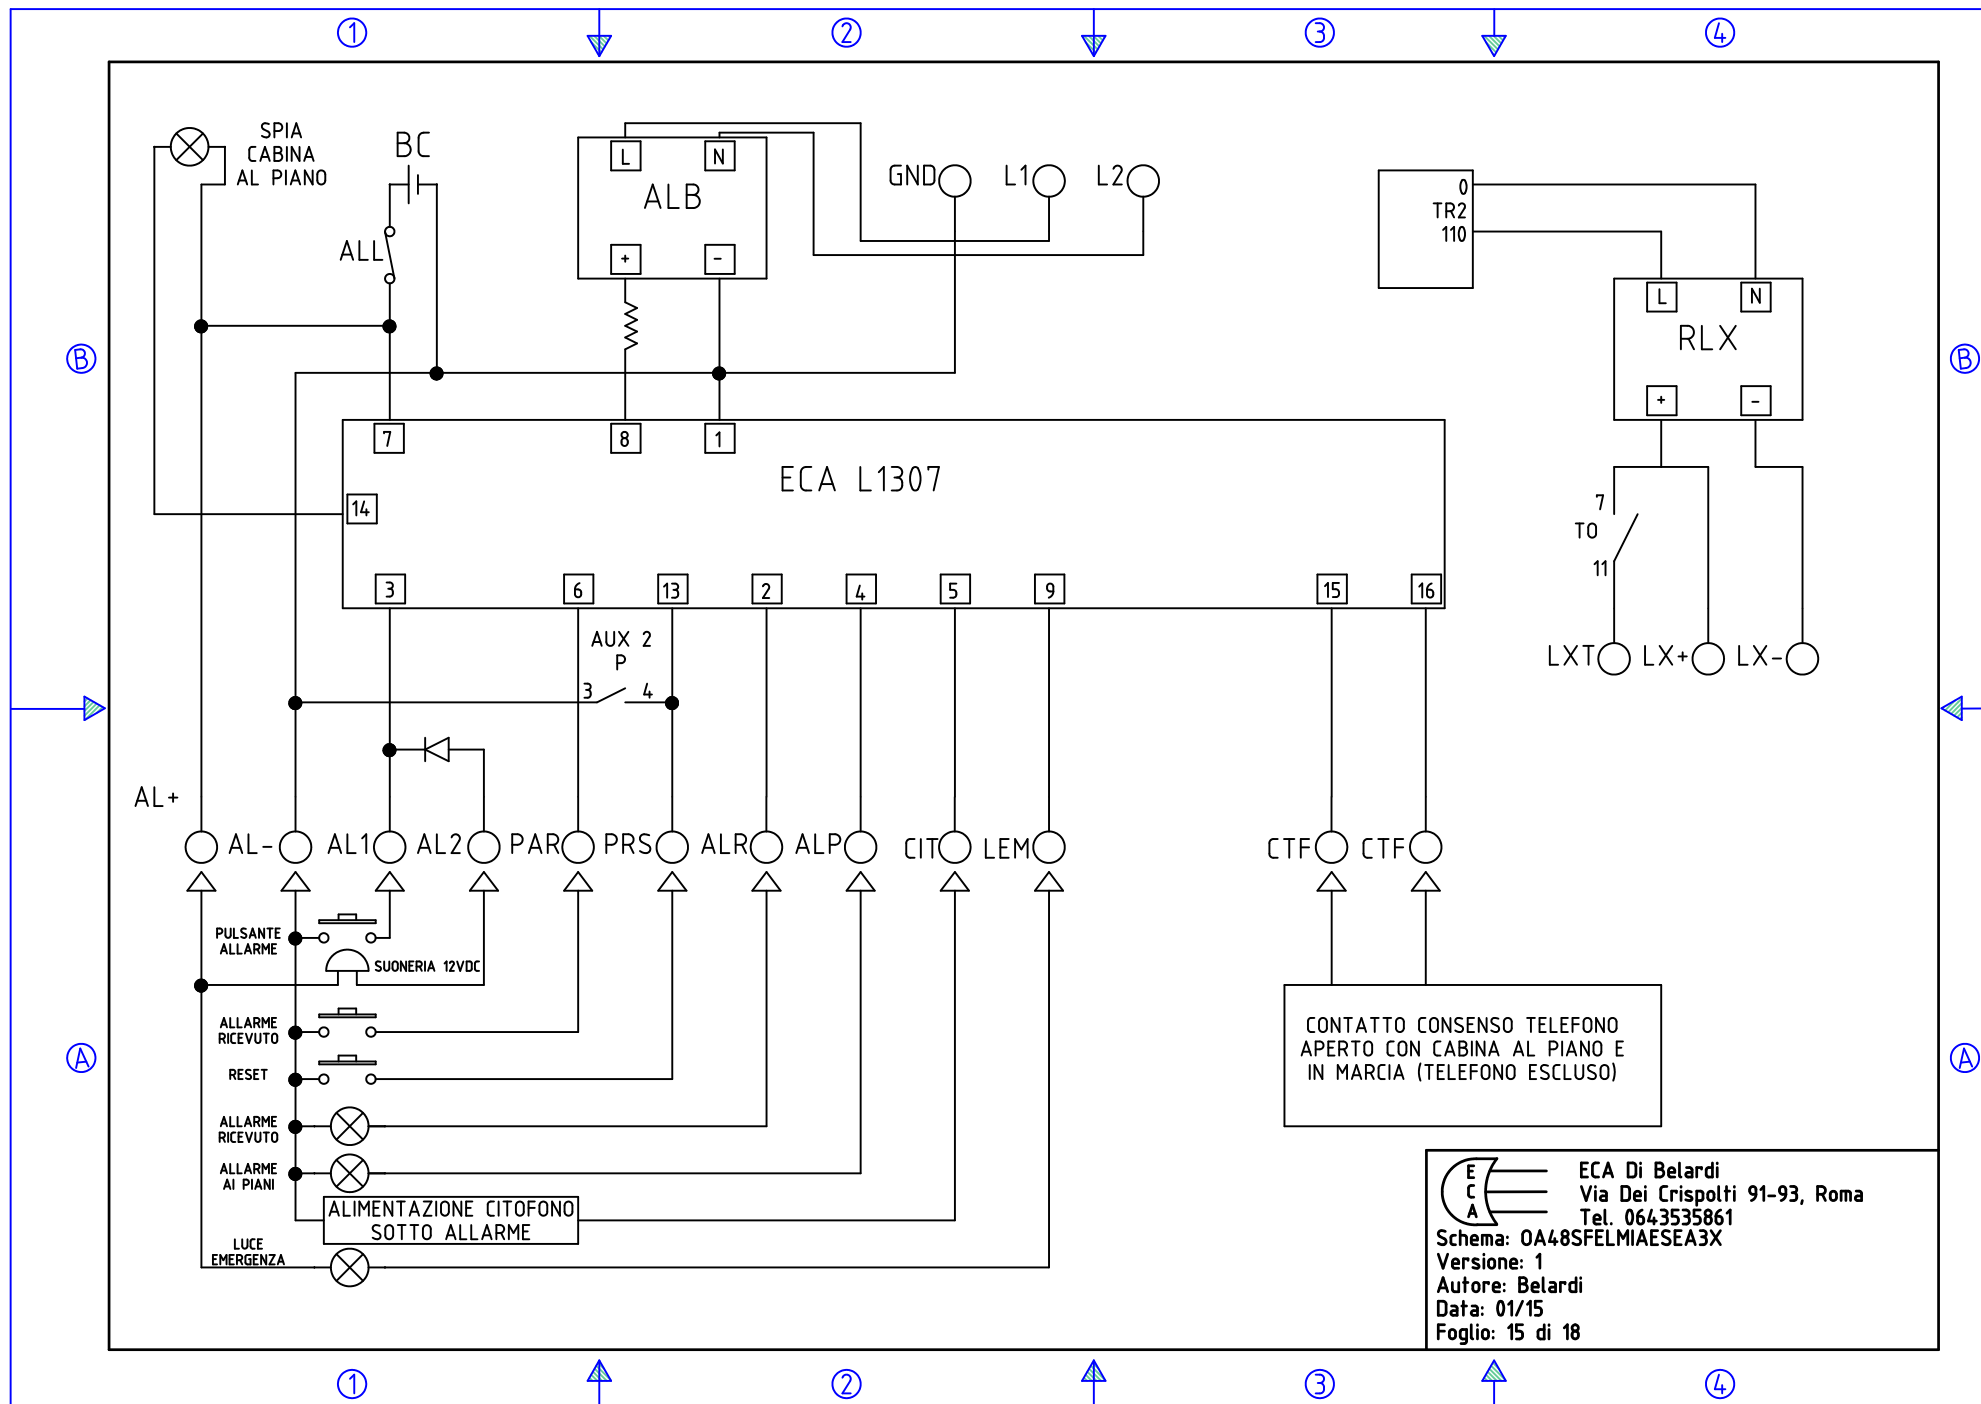 1 2 3 4
SPIA
CABINA
AL PIANO
BC
ALL
L N
ALB
+ -
GND L1 L2
0
TR2
110
L N
RLX
+ -
B B
7 8 1
ECA L1307
14
3 6 13 2 4 5 9 15 16
7
TO
11
LXT LX+ LX-
AUX 2
P
3 4
AL+
AL- AL1 AL2 PAR PRS ALR ALP CIT LEM CTF CTF
PULSANTE
ALLARME
SUONERIA 12VDC
ALLARME
RICEVUTO
RESET
ALLARME
RICEVUTO
ALLARME
AI PIANI
ALIMENTAZIONE CITOFONO
SOTTO ALLARME
LUCE
EMERGENZA
CONTATTO CONSENSO TELEFONO
APERTO CON CABINA AL PIANO E
IN MARCIA (TELEFONO ESCLUSO)
A A
E
C
A
ECA Di Belardi
Via Dei Crispolti 91-93, Roma
Tel. 0643535861
Schema: OA48SFELMIAESEA3X
Versione: 1
Autore: Belardi
Data: 01/15
Foglio: 15 di 18
1 2 3 4